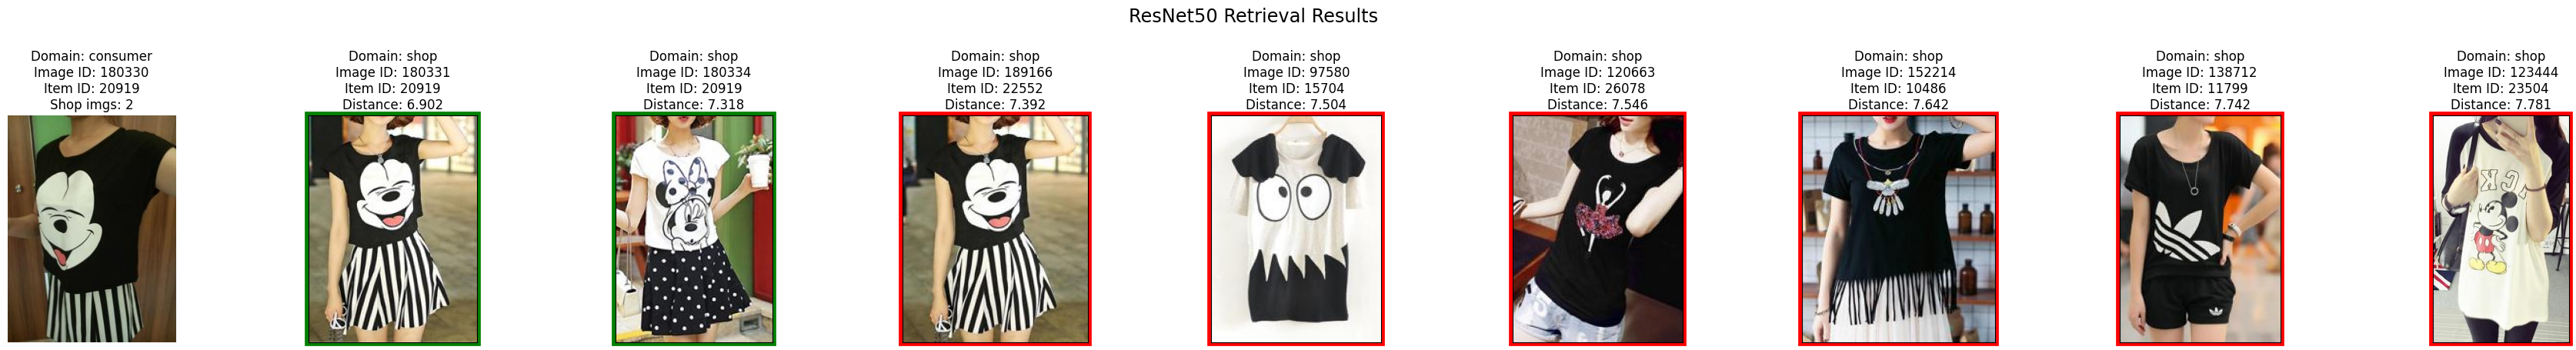 ResNet50 Retrieval Results
Domain: consumer
Image ID: 180330
Item ID: 20919
Shop imgs: 2
Domain: shop
Image ID: 180331
Item ID: 20919
Distance: 6.902
Domain: shop
Image ID: 180334
Item ID: 20919
Distance: 7.318
Domain: shop
Image ID: 189166
Item ID: 22552
Distance: 7.392
Domain: shop
Image ID: 97580
Item ID: 15704
Distance: 7.504
Domain: shop
Image ID: 120663
Item ID: 26078
Distance: 7.546
Domain: shop
Image ID: 152214
Item ID: 10486
Distance: 7.642
Domain: shop
Image ID: 138712
Item ID: 11799
Distance: 7.742
Domain: shop
Image ID: 123444
Item ID: 23504
Distance: 7.781